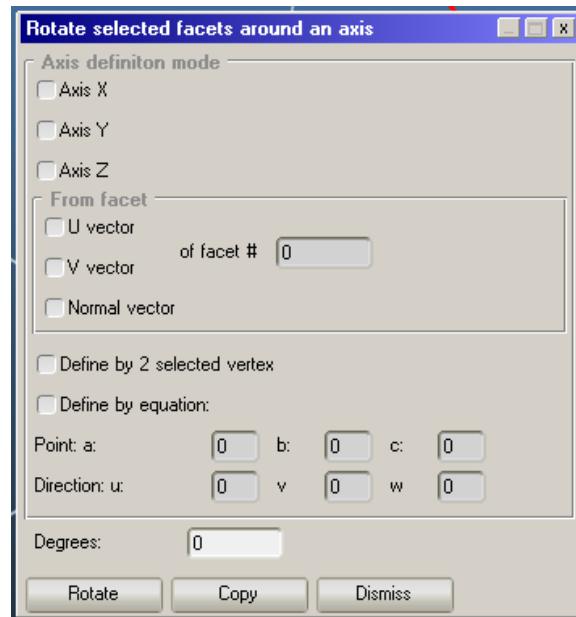 Rotate selected facets around an axis
Axis definiton mode
Axis X
Axis Y
Axis Z
From facet
U vector
of facet # 0
V vector
Normal vector
Define by 2 selected vertex
Define by equation:
Point: a: 0 b: 0 c: 0
Direction: u: 0 v 0 w 0
Degrees: 0
Rotate Copy Dismiss